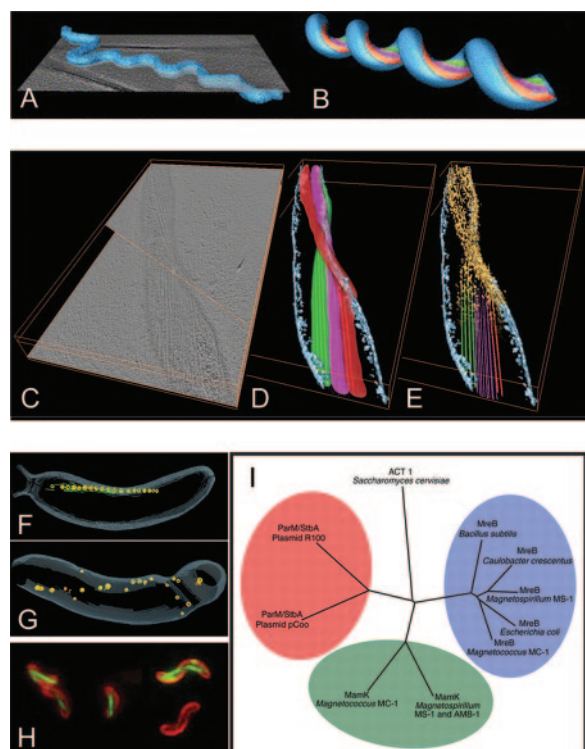 A
B
C
D
E
F
G
H
I
ACT 1
Saccharomyces cervisiae
ParM/StbA
Plasmid R100
ParM/StbA
Plasmid pCoo
MreB
Bacillus subtilis
MreB
Caulobacter crescentus
MreB
Magnetospirillum MS-1
MreB
Escherichia coli
MreB
Magnetococcus MC-1
MamK
Magnetococcus MC-1
MamK
Magnetospirillum
MS-1 and AMB-1